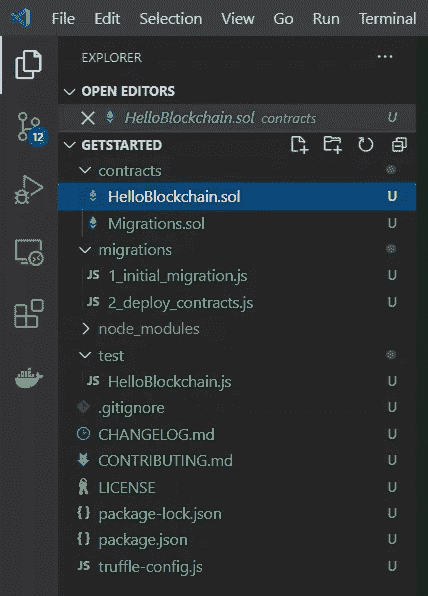 File Edit Selection View Go Run Terminal
EXPLORER ...
OPEN EDITORS
HelloBlockchain.sol contracts U
12
GETSTARTED
contracts
HelloBlockchain.sol U
Migrations.sol U
migrations
JS 1_initial_migration.js U
JS 2_deploy_contracts.js U
node_modules
test
JS HelloBlockchain.js U
.gitignore U
CHANGELOG.md U
CONTRIBUTING.md U
LICENSE U
{} package-lock.json U
{} package.json U
JS truffle-config.js U